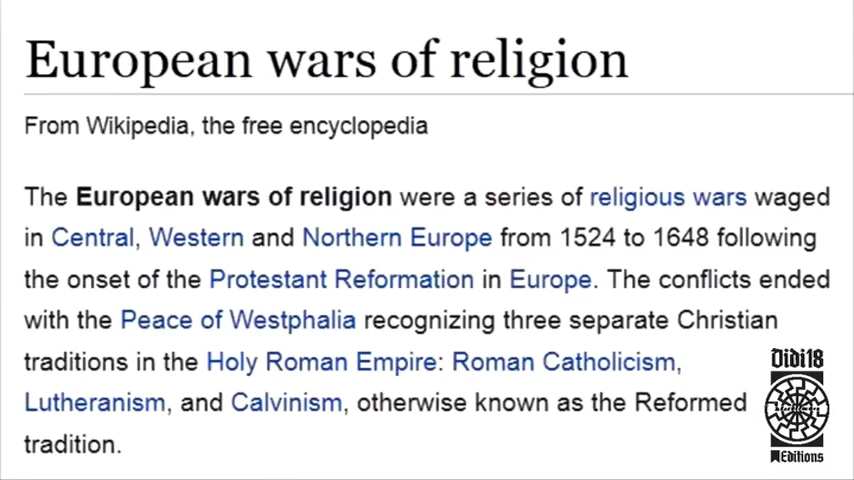 European wars of religion
From Wikipedia, the free encyclopedia
The European wars of religion were a series of religious wars waged
in Central, Western and Northern Europe from 1524 to 1648 following
the onset of the Protestant Reformation in Europe. The conflicts ended
with the Peace of Westphalia recognizing three separate Christian
traditions in the Holy Roman Empire: Roman Catholicism,
Lutheranism, and Calvinism, otherwise known as the Reformed
tradition.
Didi18
Editions